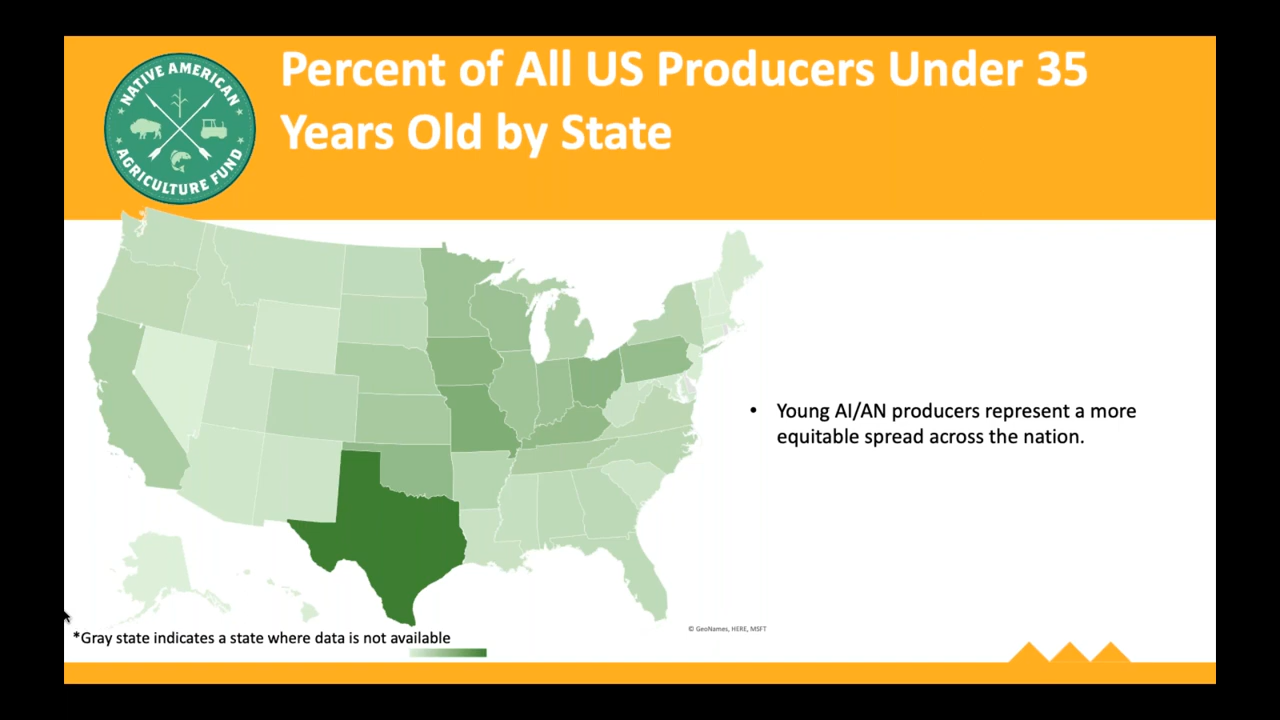 NATIVE AMERICAN
AGRICULTURE FUND
Percent of All US Producers Under 35
Years Old by State
• Young AI/AN producers represent a more
equitable spread across the nation.
© GeoNames, HERE, MSFT
*Gray state indicates a state where data is not available